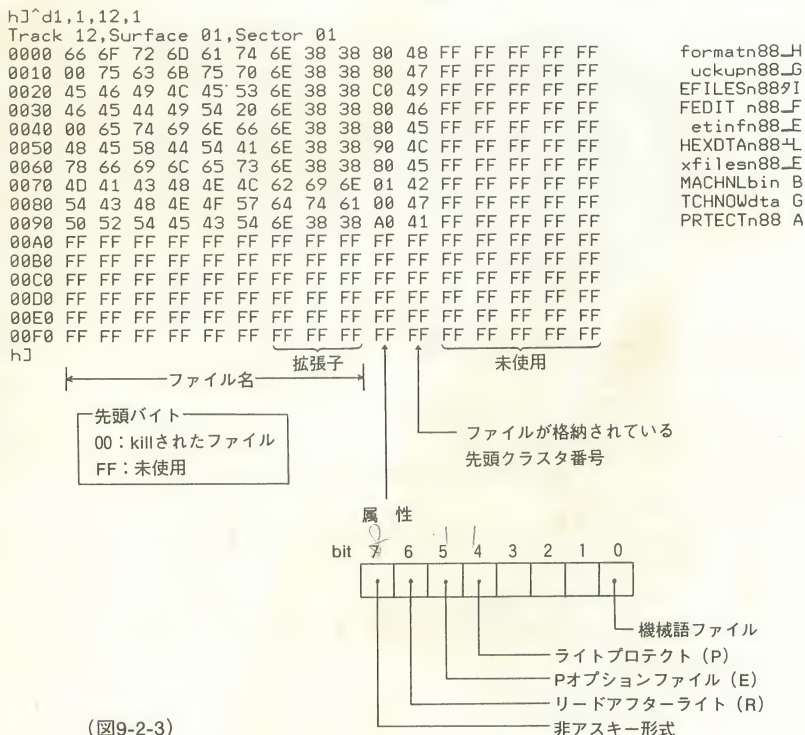 h]^d1,1,12,1
Track 12,Surface 01,Sector 01
0000 66 6F 72 6D 61 74 6E 38 38 80 48 FF FF FF FF FF formatn88_H
0010 00 75 63 6B 75 70 6E 38 38 80 47 FF FF FF FF FF uckupn88_G
0020 45 46 49 4C 45 53 6E 38 38 C0 49 FF FF FF FF FF EFILESn88タI
0030 46 45 44 49 54 20 6E 38 38 80 46 FF FF FF FF FF FEDIT n88_F
0040 00 65 74 69 6E 66 6E 38 38 80 45 FF FF FF FF FF etinfn88_E
0050 48 45 58 44 54 41 6E 38 38 90 4C FF FF FF FF FF HEXDTAn88┴L
0060 78 66 69 6C 65 73 6E 38 38 80 45 FF FF FF FF FF xfilesn88_E
0070 4D 41 43 48 4E 4C 62 69 6E 01 42 FF FF FF FF FF MACHNLbin B
0080 54 43 48 4E 4F 57 64 74 61 00 47 FF FF FF FF FF TCHNOWdta G
0090 50 52 54 45 43 54 6E 38 38 A0 41 FF FF FF FF FF PRTECTn88 A
00A0 FF FF FF FF FF FF FF FF FF FF FF FF FF FF FF FF
00B0 FF FF FF FF FF FF FF FF FF FF FF FF FF FF FF FF
00C0 FF FF FF FF FF FF FF FF FF FF FF FF FF FF FF FF
00D0 FF FF FF FF FF FF FF FF FF FF FF FF FF FF FF FF
00E0 FF FF FF FF FF FF FF FF FF FF FF FF FF FF FF FF
00F0 FF FF FF FF FF FF FF FF FF FF FF FF FF FF FF FF
h]
拡張子
未使用
ファイル名
先頭バイト
00：killされたファイル
FF：未使用
ファイルが格納されている
先頭クラスタ番号
属 性
bit 7 6 5 4 3 2 1 0
機械語ファイル
ライトプロテクト（P）
Pオプションファイル（E）
リードアフターライト（R）
非アスキー形式
（図9-2-3）